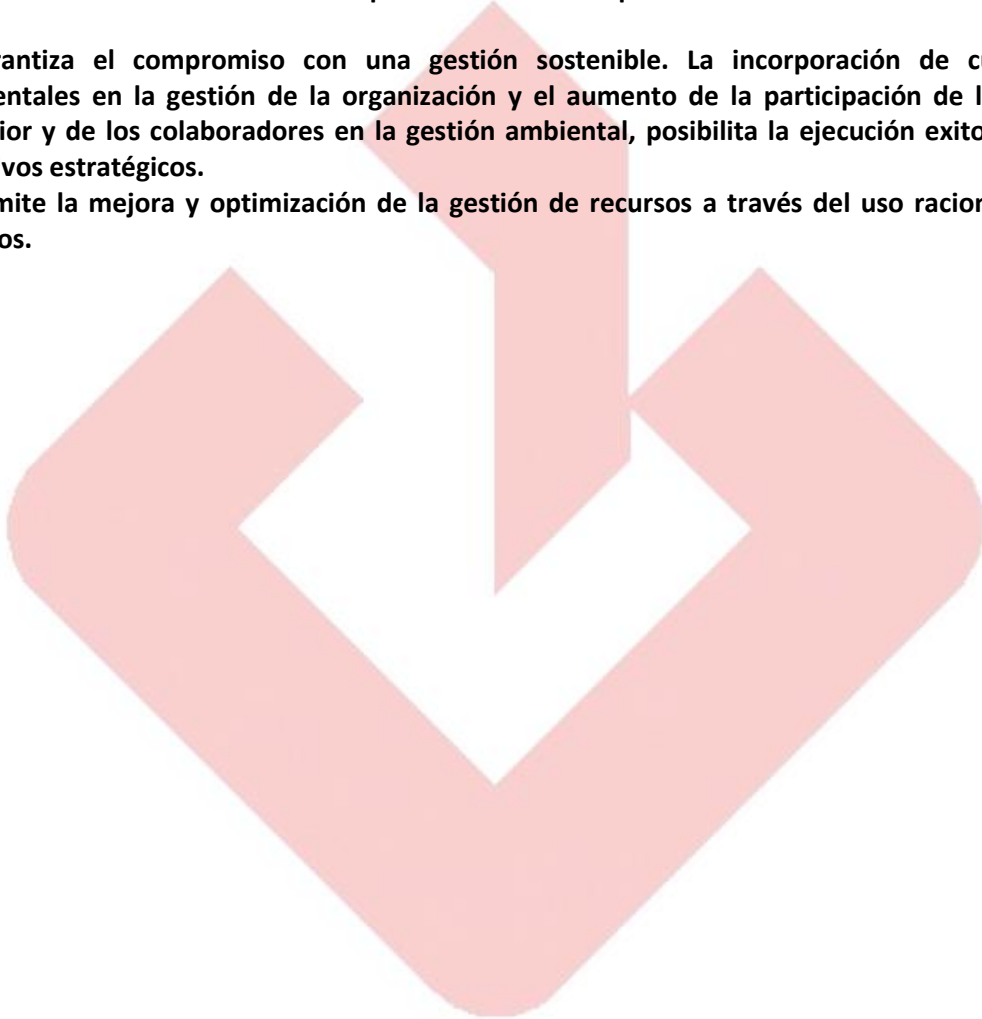 rantiza el compromiso con una gestión sostenible. La incorporación de cu
entales en la gestión de la organización y el aumento de la participación de l
ior y de los colaboradores en la gestión ambiental, posibilita la ejecución exito
vos estratégicos.
mite la mejora y optimización de la gestión de recursos a través del uso racion
os.